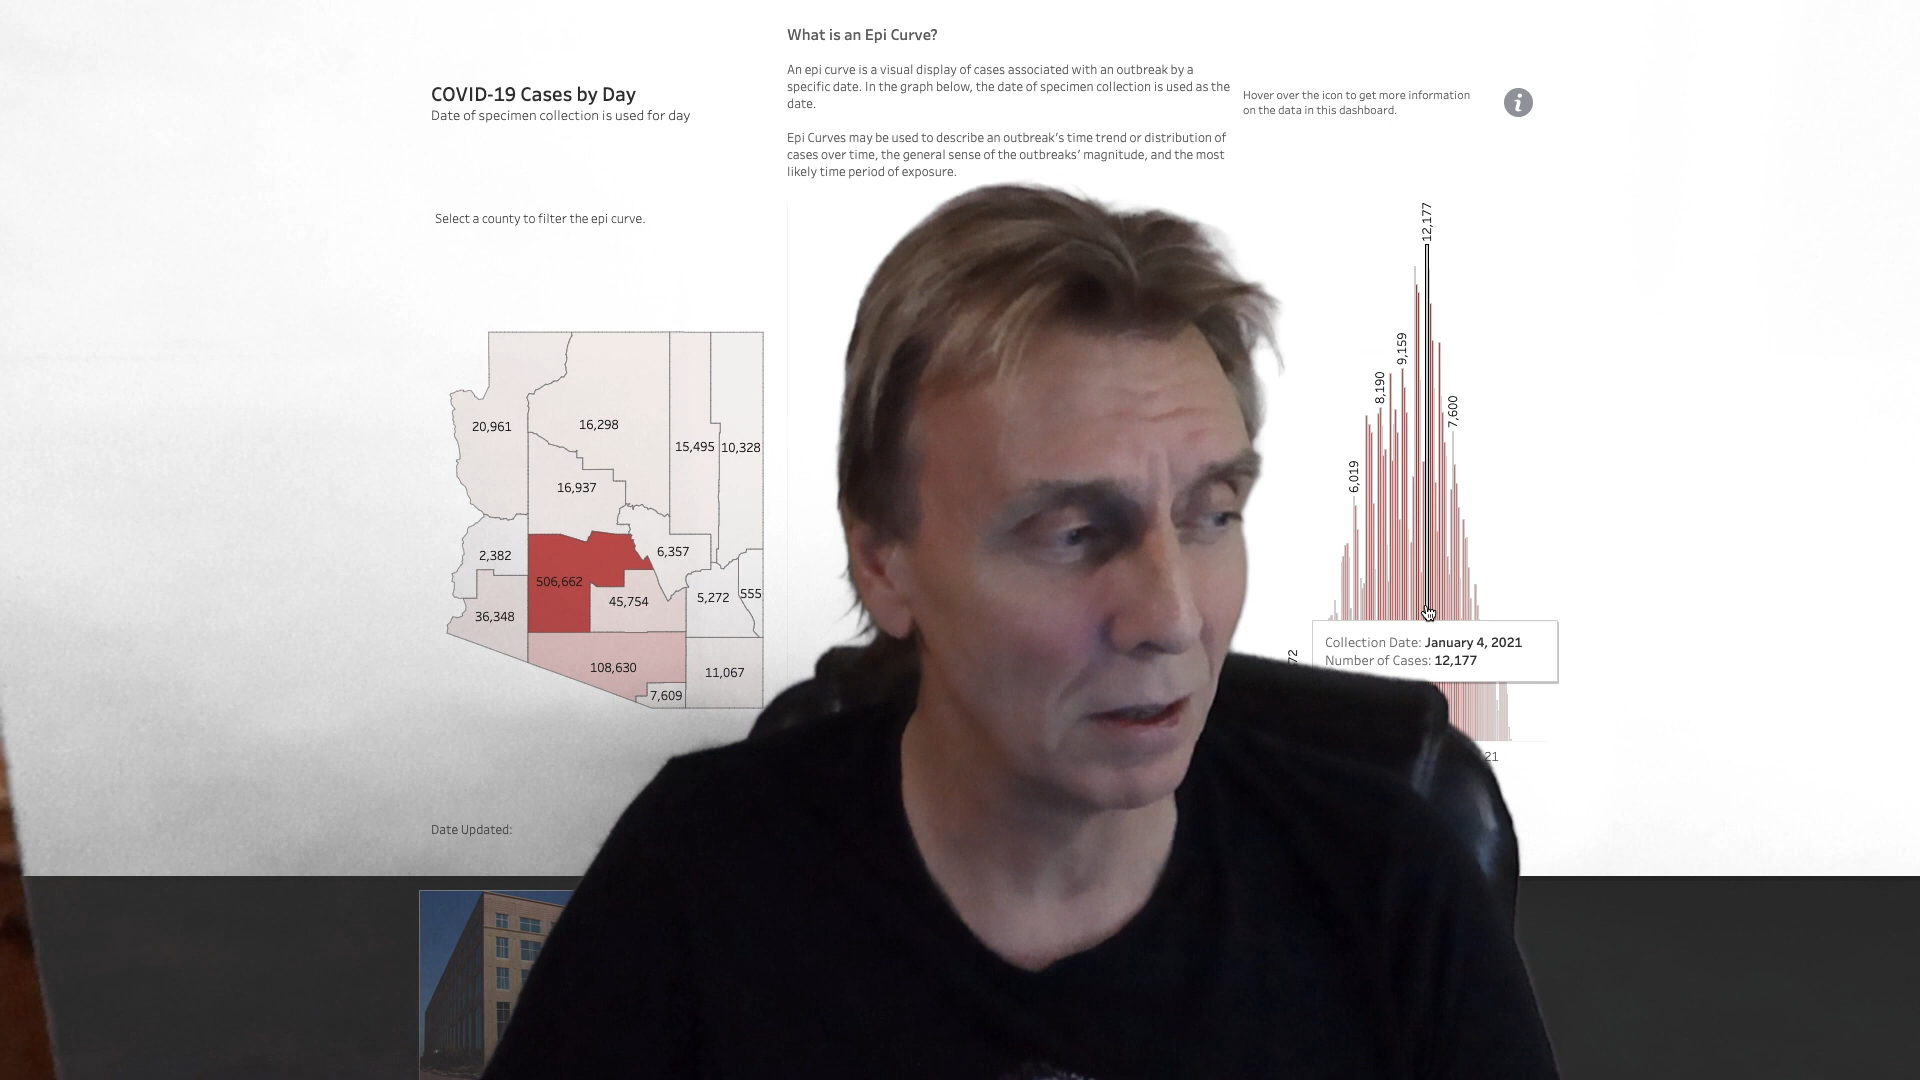 What is an Epi Curve?
An epi curve is a visual display of cases associated with an outbreak by a
specific date. In the graph below, the date of specimen collection is used as the
date.
Epi Curves may be used to describe an outbreak's time trend or distribution of
cases over time, the general sense of the outbreaks' magnitude, and the most
likely time period of exposure.
COVID-19 Cases by Day
Date of specimen collection is used for day
Hover over the icon to get more information
on the data in this dashboard.
i
Select a county to filter the epi curve.
20,961
16,298
15,495
10,328
16,937
2,382
6,357
506,662
45,754
5,272
555
36,348
108,630
11,067
7,609
12,177
9,159
8,190
7,600
6,019
72
Collection Date: January 4, 2021
Number of Cases: 12,177
21
Date Updated: